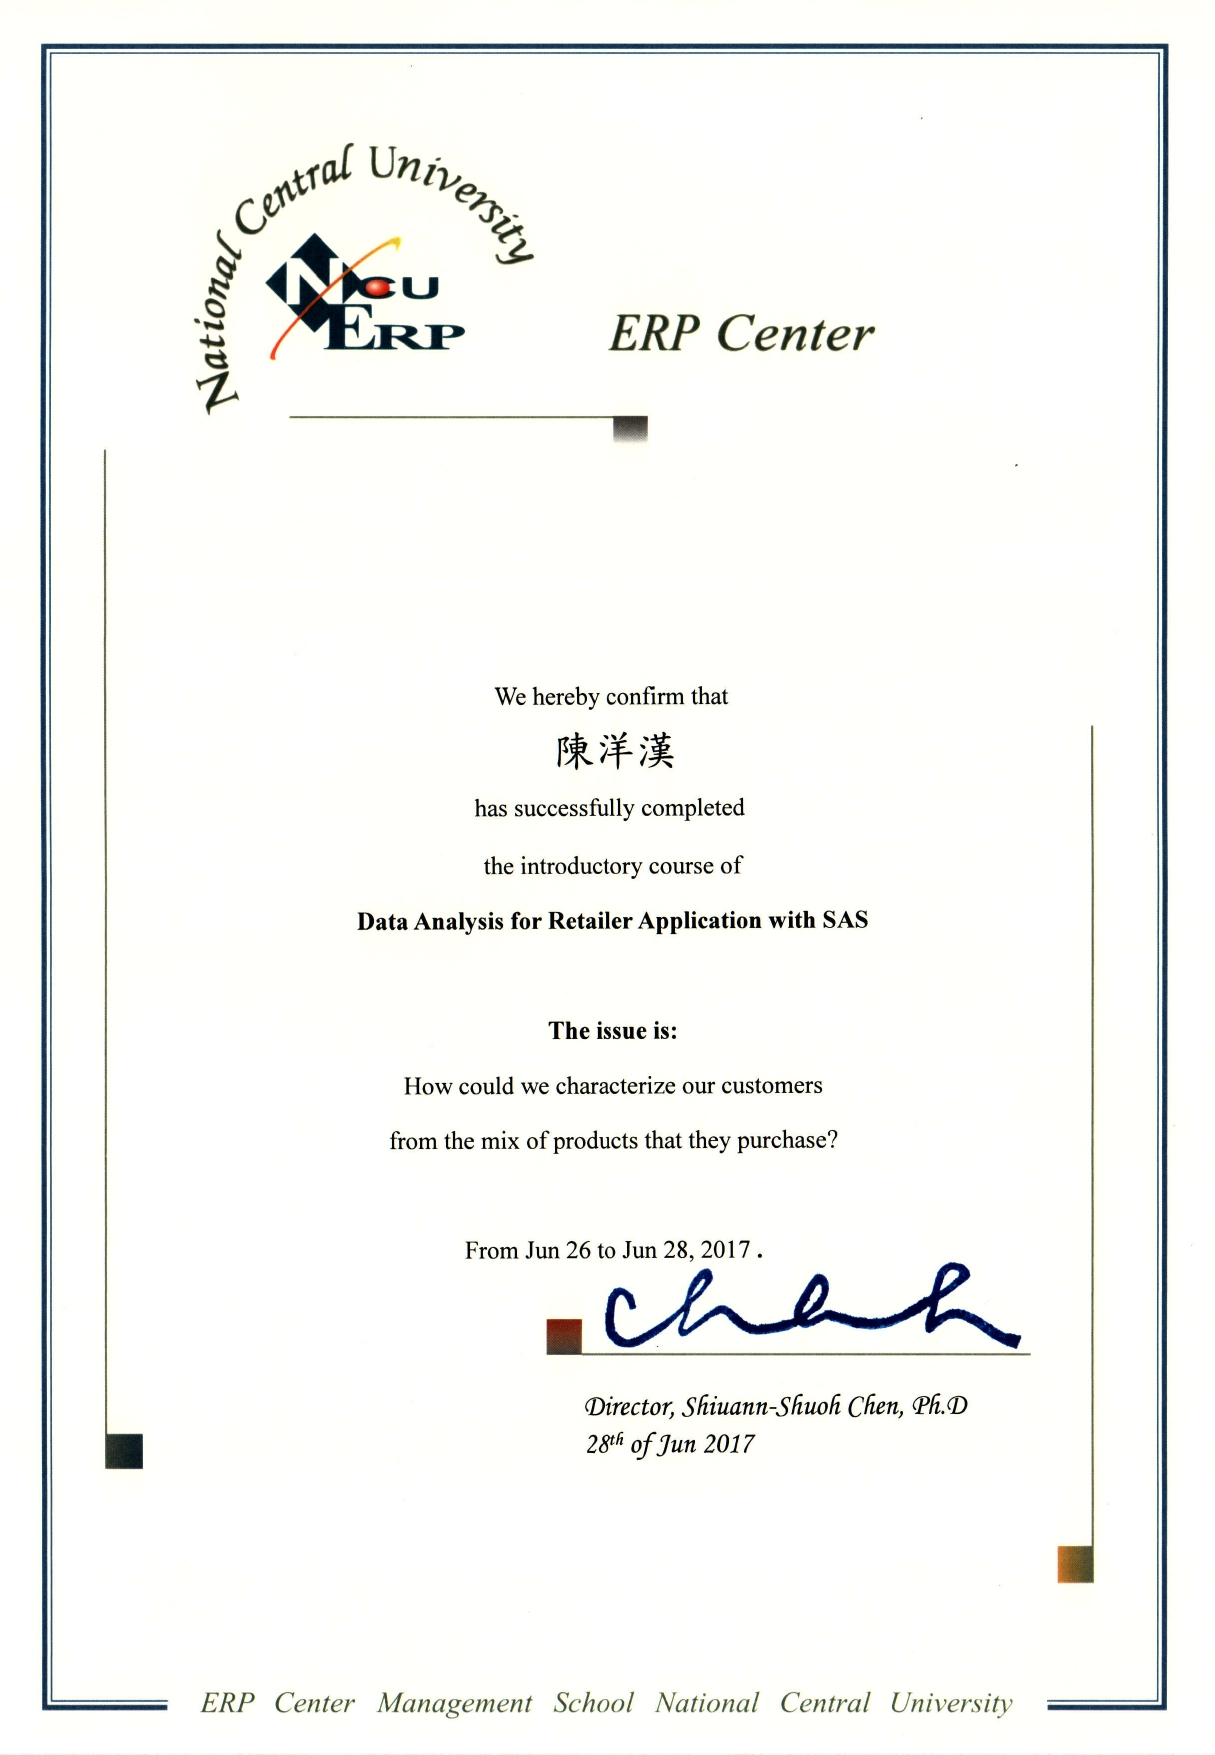 National Central University
NCU
ERP
ERP Center
We hereby confirm that
陳洋漢
has successfully completed
the introductory course of
Data Analysis for Retailer Application with SAS
The issue is:
How could we characterize our customers
from the mix of products that they purchase?
From Jun 26 to Jun 28, 2017 .
Director, Shiuann-Shuoh Chen, Ph.D
28th of Jun 2017
ERP Center Management School National Central University